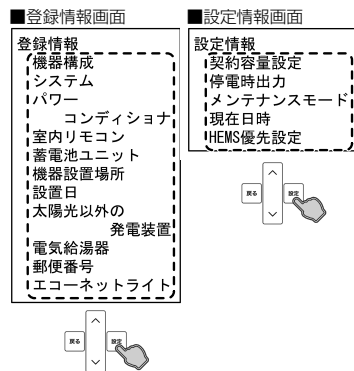 ■登録情報画面
登録情報
機器構成
システム
パワー
コンディショナ
室内リモコン
蓄電池ユニット
機器設置場所
設置日
太陽光以外の
発電装置
電気給湯器
郵便番号
エコーネットライト
戻る
設定
■設定情報画面
設定情報
契約容量設定
停電時出力
メンテナンスモード
現在日時
HEMS優先設定
戻る
設定